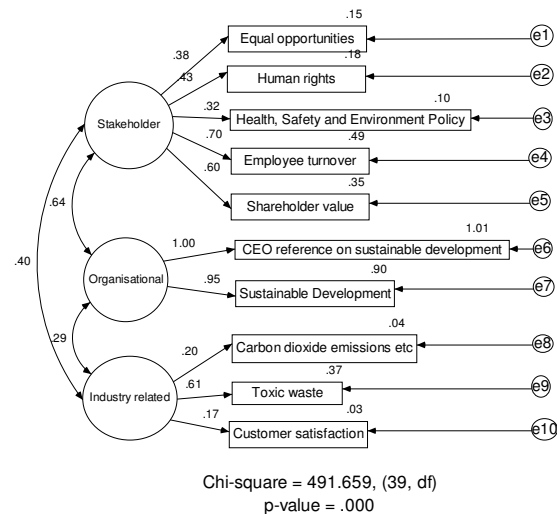 .15
Equal opportunities
e1
.38
.18
.43
Human rights
e2
.10
.32
Health, Safety and Environment Policy
e3
Stakeholder
.49
.70
Employee turnover
e4
.60
.35
Shareholder value
e5
.64
1.01
1.00
CEO reference on sustainable development
e6
.40
Organisational
.90
.95
Sustainable Development
e7
.04
.29
Carbon dioxide emissions etc
e8
.20
.37
.61
Toxic waste
e9
Industry related
.03
.17
Customer satisfaction
e10
Chi-square = 491.659, (39, df)
p-value = .000